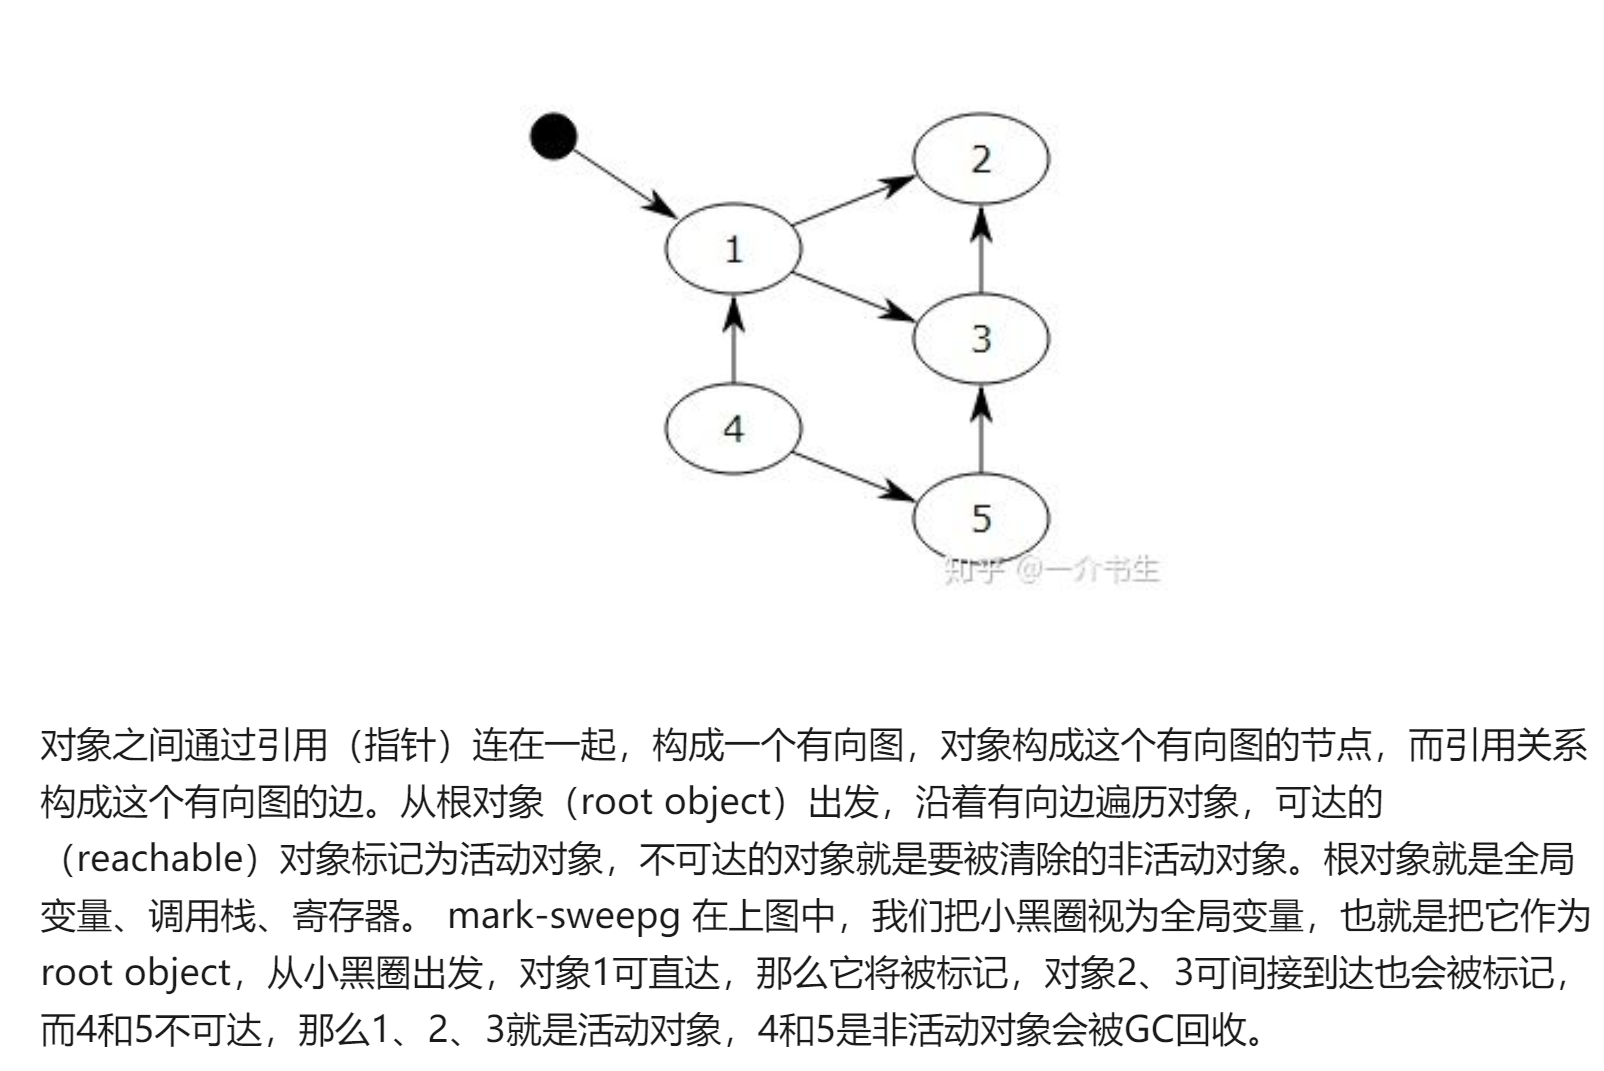 2
1
3
4
5
知乎 @一介书生
对象之间通过引用（指针）连在一起，构成一个有向图，对象构成这个有向图的节点，而引用关系
构成这个有向图的边。从根对象（root object）出发，沿着有向边遍历对象，可达的
（reachable）对象标记为活动对象，不可达的对象就是要被清除的非活动对象。根对象就是全局
变量、调用栈、寄存器。 mark-sweepg 在上图中，我们把小黑圈视为全局变量，也就是把它作为
root object，从小黑圈出发，对象1可直达，那么它将被标记，对象2、3可间接到达也会被标记，
而4和5不可达，那么1、2、3就是活动对象，4和5是非活动对象会被GC回收。